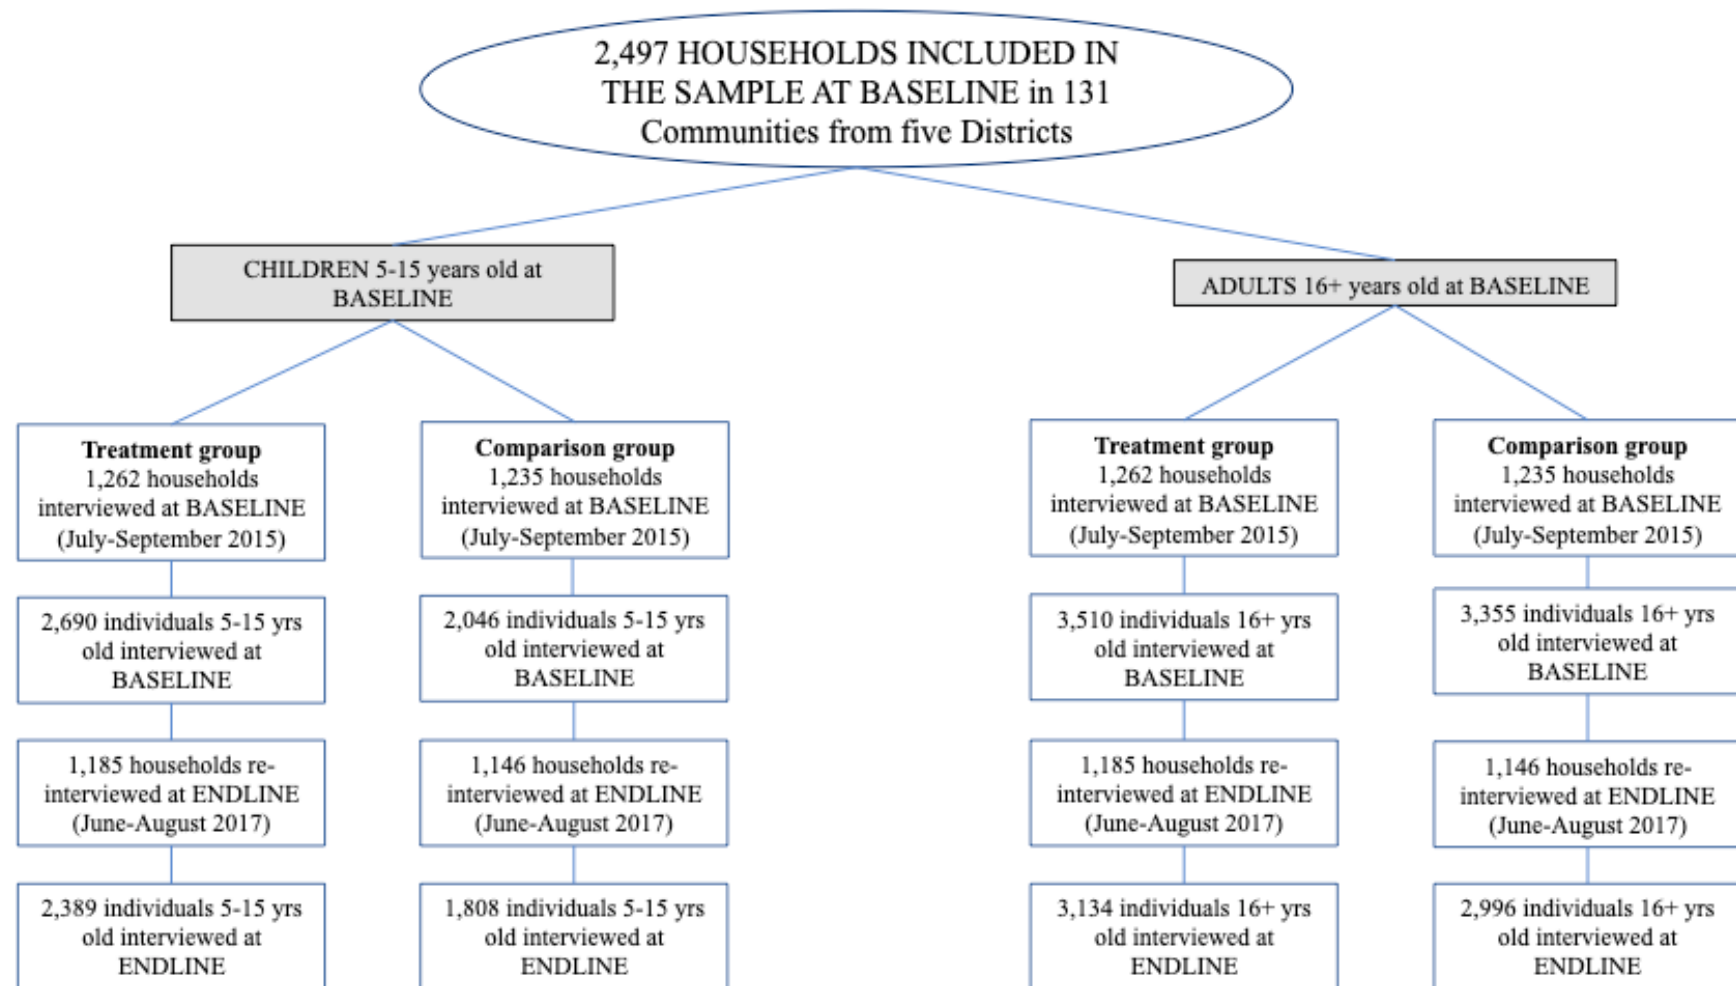 2,497 HOUSEHOLDS INCLUDED IN
THE SAMPLE AT BASELINE in 131
Communities from five Districts
CHILDREN 5-15 years old at
BASELINE
ADULTS 16+ years old at BASELINE
Treatment group
1,262 households
interviewed at BASELINE
(July-September 2015)
Comparison group
1,235 households
interviewed at BASELINE
(July-September 2015)
Treatment group
1,262 households
interviewed at BASELINE
(July-September 2015)
Comparison group
1,235 households
interviewed at BASELINE
(July-September 2015)
2,690 individuals 5-15 yrs
old interviewed at
BASELINE
2,046 individuals 5-15 yrs
old interviewed at
BASELINE
3,510 individuals 16+ yrs
old interviewed at
BASELINE
3,355 individuals 16+ yrs
old interviewed at
BASELINE
1,185 households re-
interviewed at ENDLINE
(June-August 2017)
1,146 households re-
interviewed at ENDLINE
(June-August 2017)
1,185 households re-
interviewed at ENDLINE
(June-August 2017)
1,146 households re-
interviewed at ENDLINE
(June-August 2017)
2,389 individuals 5-15 yrs
old interviewed at
ENDLINE
1,808 individuals 5-15 yrs
old interviewed at
ENDLINE
3,134 individuals 16+ yrs
old interviewed at
ENDLINE
2,996 individuals 16+ yrs
old interviewed at
ENDLINE